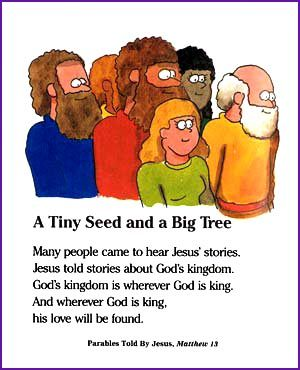 A Tiny Seed and a Big Tree
Many people came to hear Jesus' stories.
Jesus told stories about God's kingdom.
God's kingdom is wherever God is king.
And wherever God is king,
his love will be found.
Parables Told By Jesus, Matthew 13